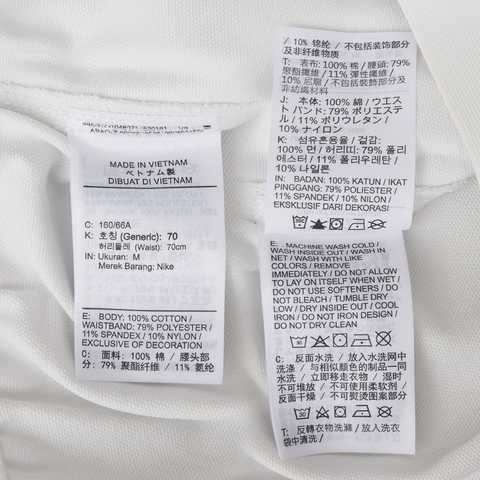 MADE IN VIETNAM
ベトナム製
DIBUAT DI VIETNAM
C: 160/66A
K: 호칭 (Generic): 70
허리둘레 (Waist): 70cm
IN: Ukuran: M
Merek Barang: Nike
E: BODY: 100% COTTON /
WAISTBAND: 79% POLYESTER /
11% SPANDEX / 10% NYLON /
EXCLUSIVE OF DECORATION
C: 面料: 100% 棉 / 腰头部
分: 79% 聚酯纤维 / 11% 氨纶
/ 10% 锦纶 / 不包括装饰部分
及非纤维部分
T: 表布: 100% 棉 / 腰頭: 79%
聚酯纖維 / 11% 彈性纖維 /
10% 尼龍 / 不包括裝飾部分及
非紡織材料
J: 本体: 100% 綿 / ウエス
トバンド: 79% ポリエステ
ル / 11% ポリウレタン /
10% ナイロン
K: 섬유혼용율 / 겉감:
100% 면 / 허리띠: 79% 폴리
에스터 / 11% 폴리우레탄 /
10% 나일론
IN: BADAN: 100% KATUN / IKAT
PINGGANG: 79% POLIESTER /
11% SPANDEX / 10% NILON /
EKSKLUSIF DARI DEKORASI
E: MACHINE WASH COLD /
WASH INSIDE OUT / WASH IN
NET / WASH WITH LIKE
COLORS / REMOVE
IMMEDIATELY / DO NOT ALLOW
TO LAY ON ITSELF WHEN WET /
DO NOT USE SOFTENERS / DO
NOT BLEACH / TUMBLE DRY
LOW / DRY INSIDE OUT / COOL
IRON / DO NOT IRON DESIGN /
DO NOT DRY CLEAN
C: 反面水洗 / 放入水洗网中
洗涤 / 与相似颜色的制品一同
水洗 / 立即移走衣物 / 湿时
不可堆放 / 不可使用柔软剂 /
反面干燥 / 不可熨烫图案部分
T: 反轉衣物洗滌 / 放入洗衣
袋中清洗 /